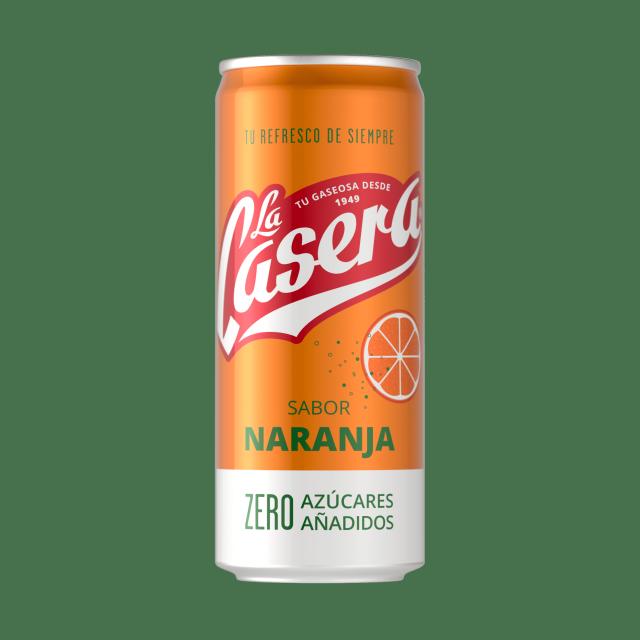 TU REFRESCO DE SIEMPRE
TU GASEOSA DESDE
1949
La
Casera
SABOR
NARANJA
ZERO AZÚCARES
AÑADIDOS